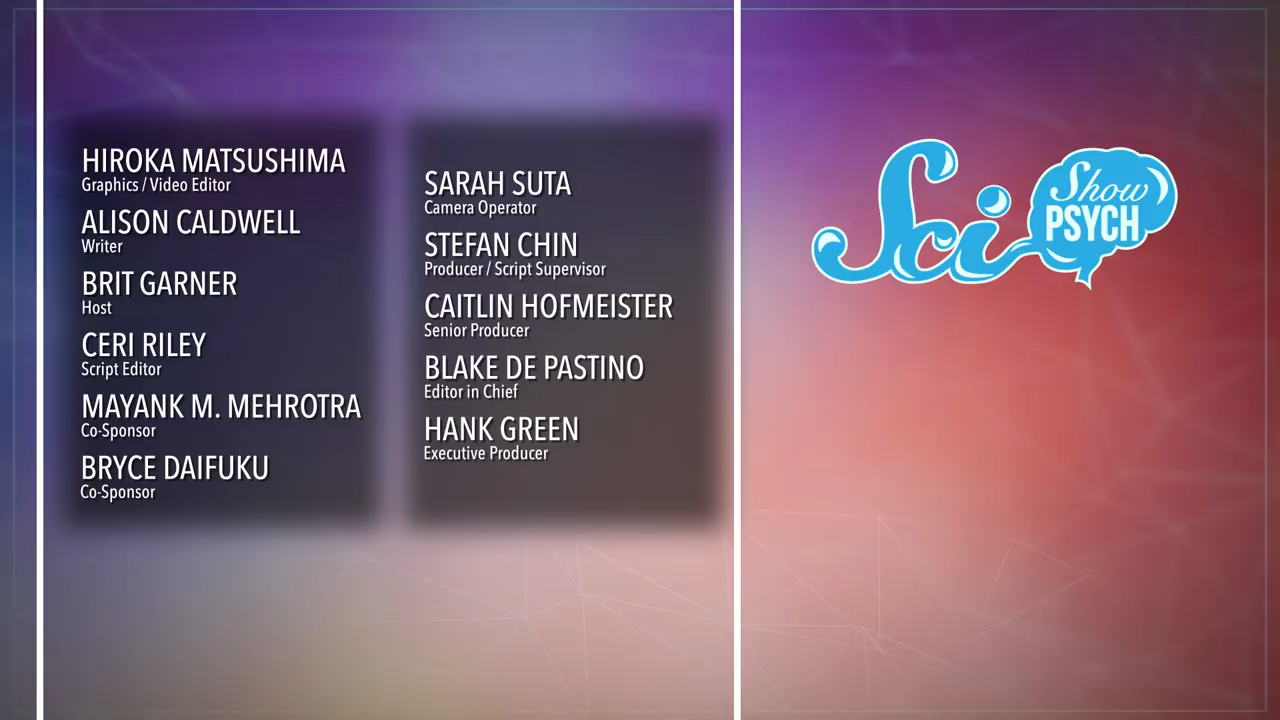 HIROKA MATSUSHIMA
Graphics / Video Editor
ALISON CALDWELL
Writer
BRIT GARNER
Host
CERI RILEY
Script Editor
MAYANK M. MEHROTRA
Co-Sponsor
BRYCE DAIFUKU
Co-Sponsor
SARAH SUTA
Camera Operator
STEFAN CHIN
Producer / Script Supervisor
CAITLIN HOFMEISTER
Senior Producer
BLAKE DE PASTINO
Editor in Chief
HANK GREEN
Executive Producer
Sci Show
PSYCH